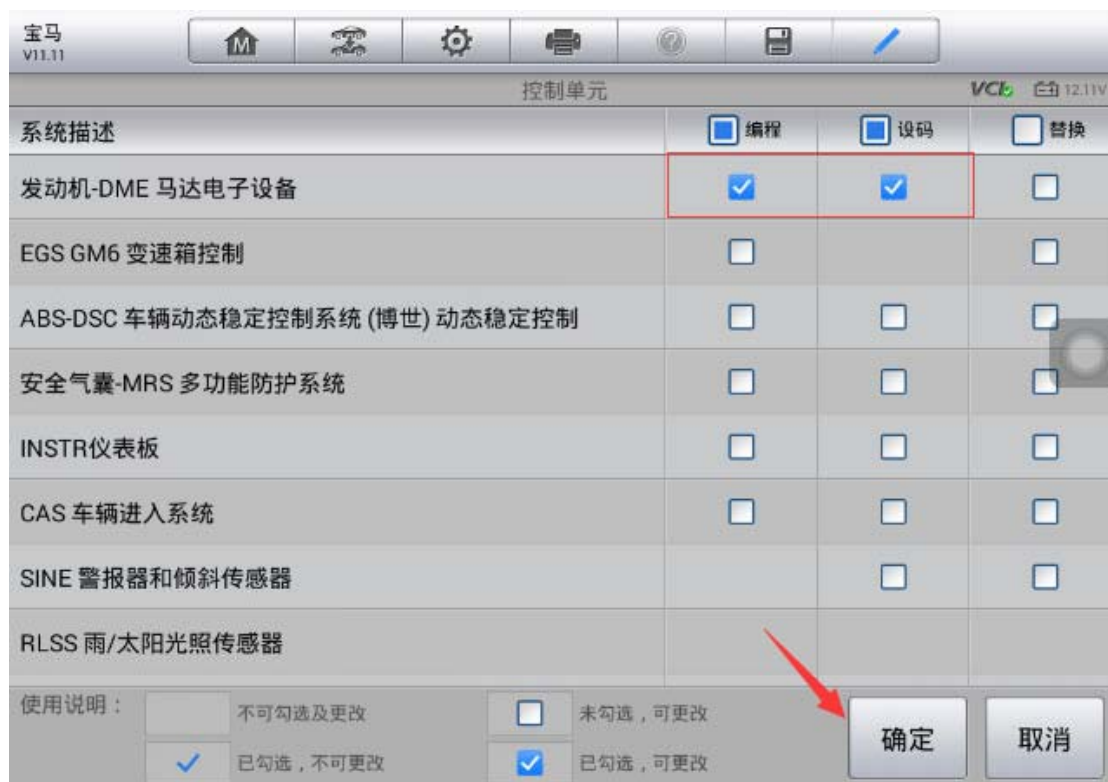 宝马
V11.11
M
控制单元
VCI 12.11V
系统描述 编程 设码 替换
发动机-DME 马达电子设备
EGS GM6 变速箱控制
ABS-DSC 车辆动态稳定控制系统 (博世) 动态稳定控制
安全气囊-MRS 多功能防护系统
INSTR仪表板
CAS 车辆进入系统
SINE 警报器和倾斜传感器
RLSS 雨/太阳光照传感器
使用说明： 不可勾选及更改 未勾选，可更改
已勾选，不可更改 已勾选，可更改
确定 取消